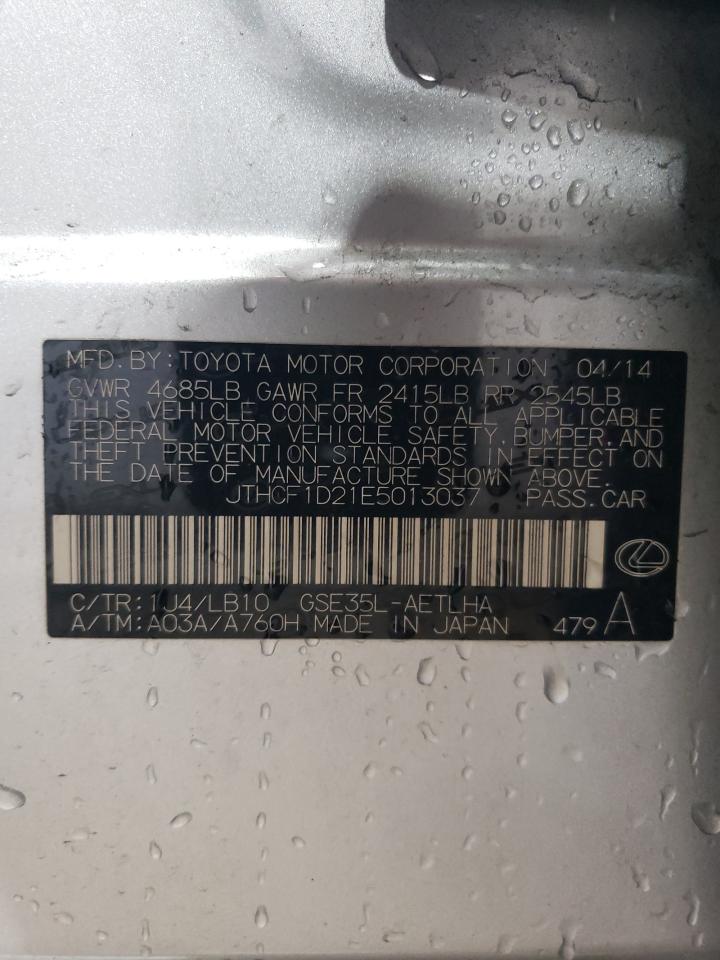 MFD. BY: TOYOTA MOTOR CORPORATION 04/14
GVWR 4685LB GAWR FR 2415LB RR 2545LB
THIS VEHICLE CONFORMS TO ALL APPLICABLE
FEDERAL MOTOR VEHICLE SAFETY. BUMPER. AND
THEFT PREVENTION STANDARDS IN EFFECT ON
THE DATE OF MANUFACTURE SHOWN ABOVE.
JTHCF1D21E5013037 PASS. CAR
C/TR: 1J4/LB10 GSE35L-AETLHA
A/TM: A03A/A760H MADE IN JAPAN 479 A